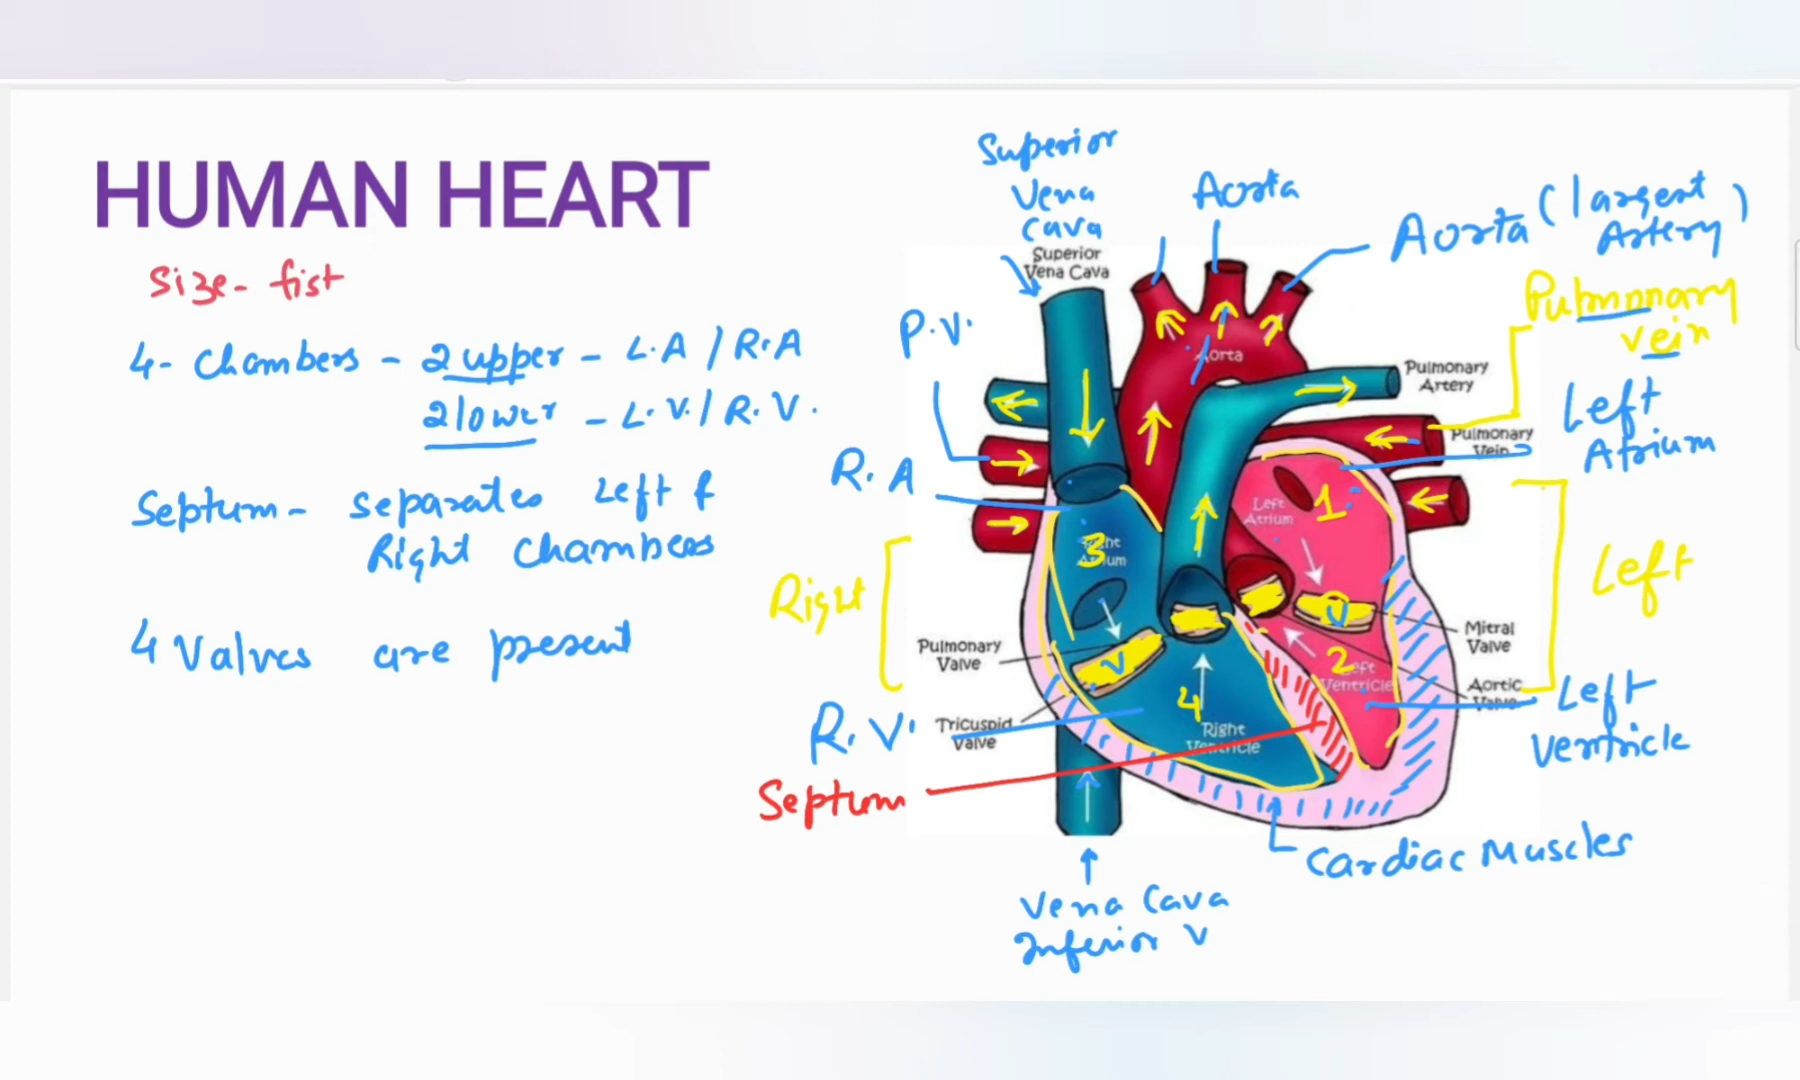 HUMAN HEART
Size- fist
4- Chambers - 2 upper - L.A / R.A
2 lower - L.V. / R.V.
Septum - separates Left &
Right Chambers
4 Valves are present
Superior
Vena
Cava
Superior
Vena Cava
Aorta
Aorta (largest
Artery)
Pulmonary
vein
P.V.
Aorta
Pulmonary
Artery
Pulmonary
Vein
Left
Atrium
R.A
Left
Atrium
1
3
Right
Atrium
Right
Left
V
Mitral
Valve
Pulmonary
Valve
V
2
Left
Ventricle
Aortic
Valve
4
Left
Ventricle
R.V.
Tricuspid
Valve
Right
Ventricle
Septum
Cardiac Muscles
Vena Cava
Inferior V